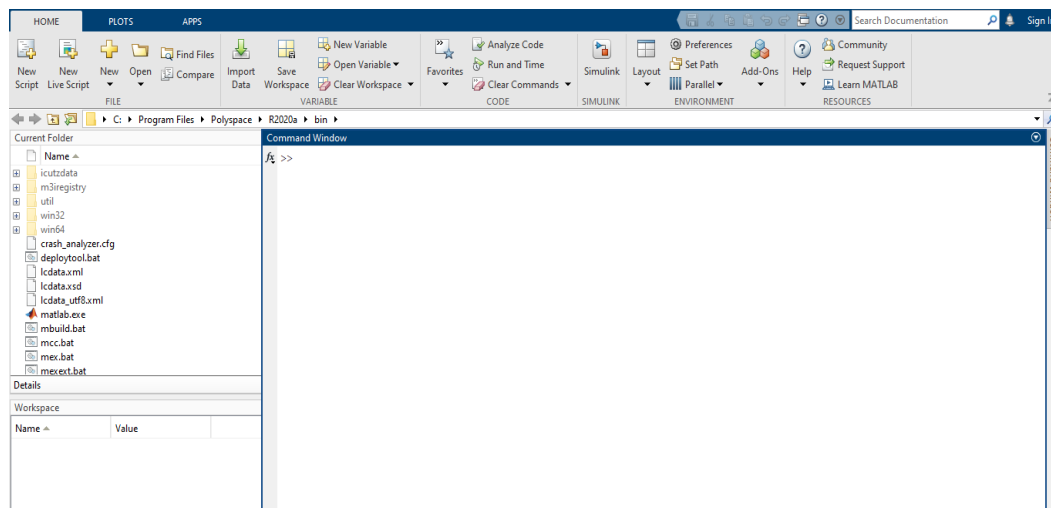 HOME PLOTS APPS Search Documentation
New Script
New Live Script
New
Open
Find Files
Compare
FILE
Import Data
Save Workspace
New Variable
Open Variable
Clear Workspace
VARIABLE
Favorites
Analyze Code
Run and Time
Clear Commands
CODE
Simulink
SIMULINK
Layout
Preferences
Set Path
Parallel
Add-Ons
ENVIRONMENT
Help
Community
Request Support
Learn MATLAB
RESOURCES
C: Program Files Polyspace R2020a bin
Current Folder
Name
icutzdata
m3iregistry
util
win32
win64
crash_analyzer.cfg
deploytool.bat
lcdata.xml
lcdata.xsd
lcdata_utf8.xml
matlab.exe
mbuild.bat
mcc.bat
mex.bat
mexext.bat
Details
Workspace
Name Value
Command Window
fx >>